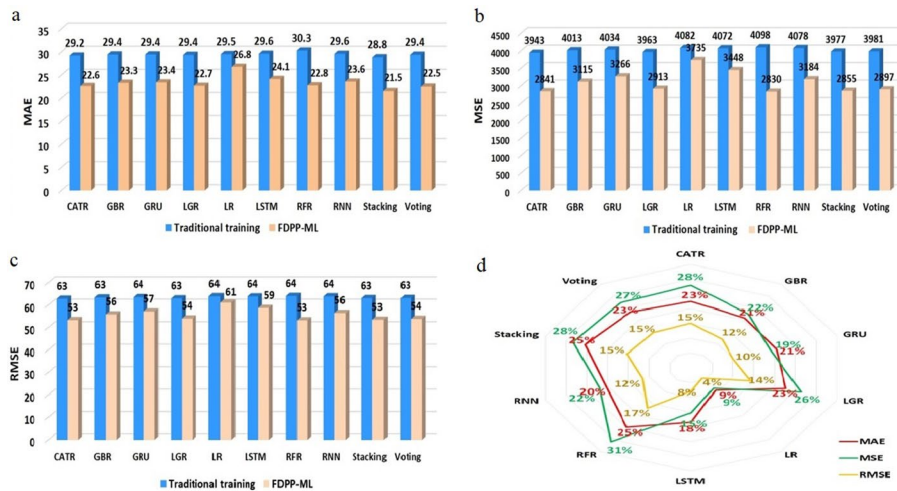 a
MAE
35
30
25
20
15
10
5
0
29.2 29.4 29.4 29.4 29.5 29.6 30.3 29.6 28.8 29.4
22.6 23.3 23.4 22.7 26.8 24.1 22.8 23.6 21.5 22.5
CATR GBR GRU LGR LR LSTM RFR RNN Stacking Voting
Traditional training FDPP-ML
b
MSE
4500
4000
3500
3000
2500
2000
1500
1000
500
0
3943 4013 4034 3963 4082 4072 4098 4078 3977 3981
2841 3115 3266 2913 3735 3448 2830 3184 2855 2897
CATR GBR GRU LGR LR LSTM RFR RNN Stacking Voting
Traditional training FDPP-ML
c
RMSE
70
60
50
40
30
20
10
0
63 63 64 63 64 64 64 64 63 63
53 56 57 54 61 59 53 56 53 54
CATR GBR GRU LGR LR LSTM RFR RNN Stacking Voting
Traditional training FDPP-ML
d
CATR
28%
23%
15%
GBR
22%
21%
12%
GRU
19%
21%
10%
LGR
14%
23%
26%
LR
4%
9%
9%
LSTM
8%
18%
RFR
17%
25%
31%
RNN
12%
20%
22%
Stacking
28%
25%
15%
Voting
27%
23%
15%
MAE
MSE
RMSE